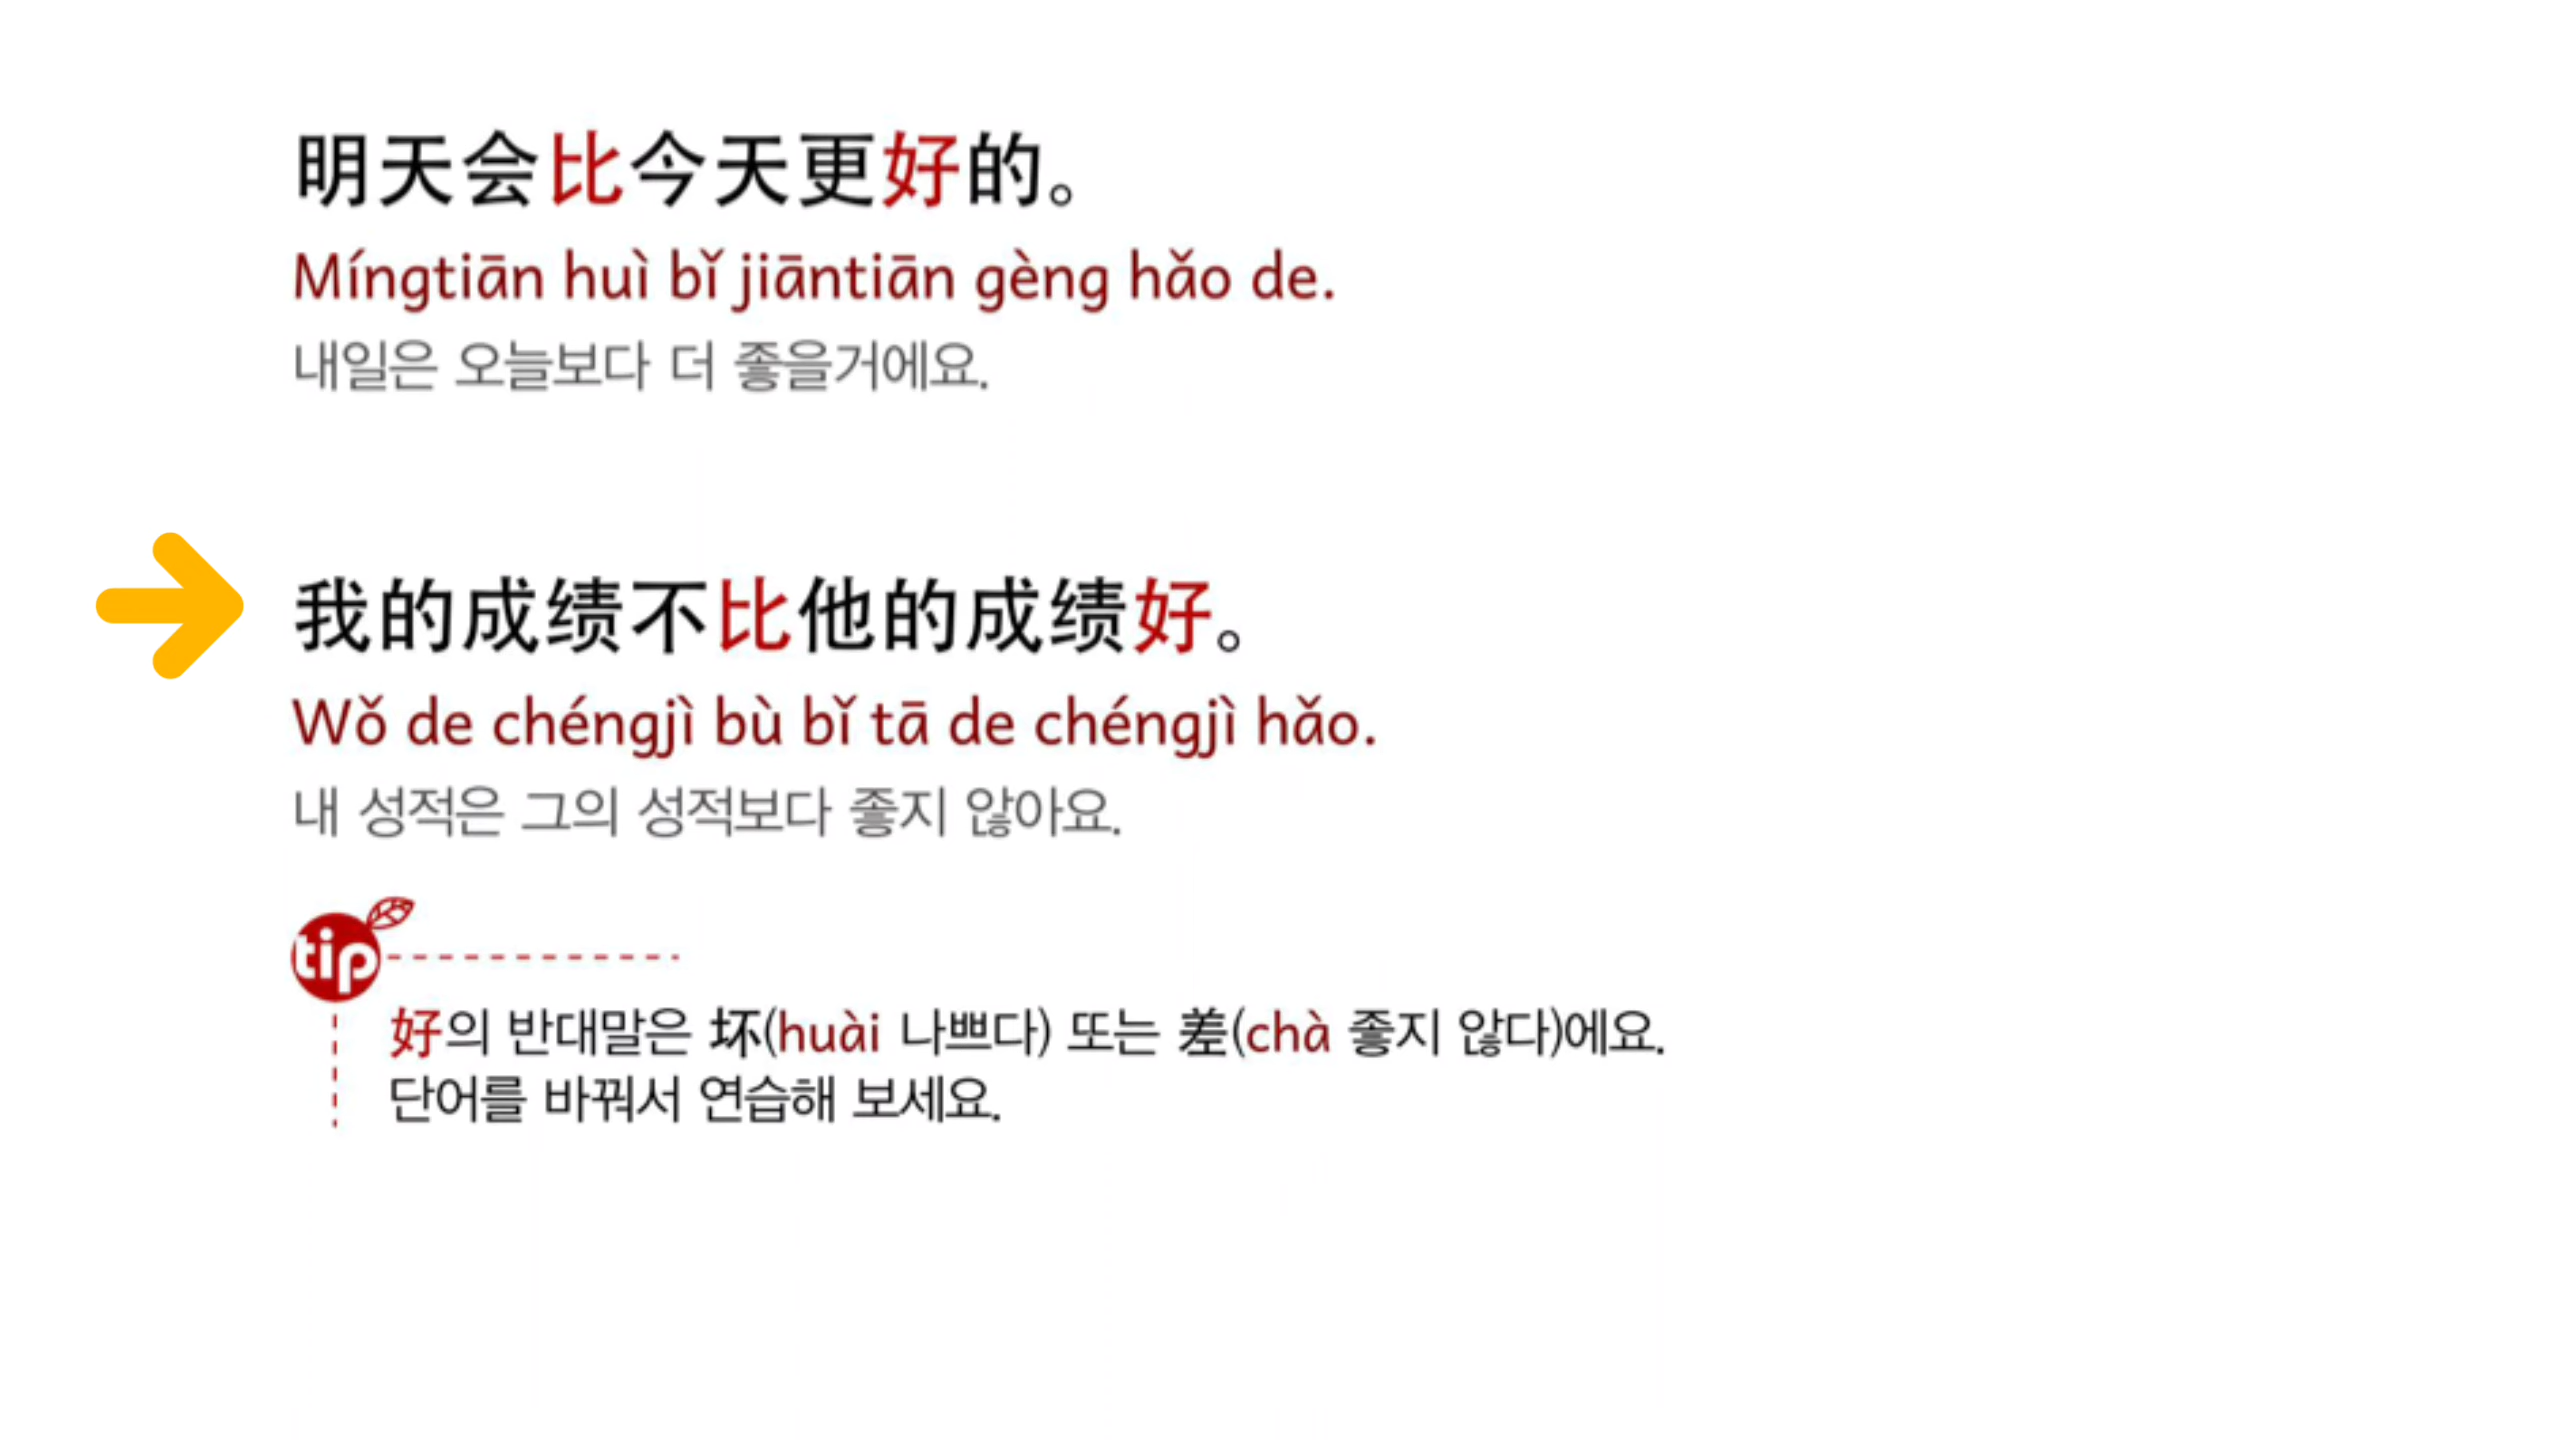 明天会比今天更好的。
Míngtiān huì bǐ jiāntiān gèng hǎo de.
내일은 오늘보다 더 좋을거에요.
我的成绩不比他的成绩好。
Wǒ de chéngjì bù bǐ tā de chéngjì hǎo.
내 성적은 그의 성적보다 좋지 않아요.
tip
好의 반대말은 坏(huài 나쁘다) 또는 差(chà 좋지 않다)에요.
단어를 바꿔서 연습해 보세요.